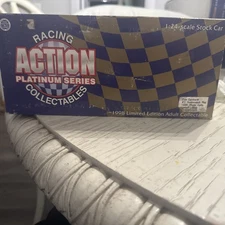 RACING
ACTION
PLATINUM SERIES
COLLECTABLES
1:24 Scale Stock Car
1998 Limited Edition Adult Collectible